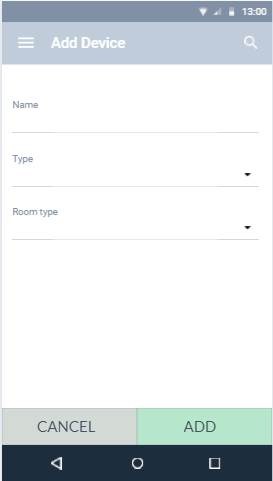 13:00
Add Device
Name
Type
Room type
CANCEL ADD